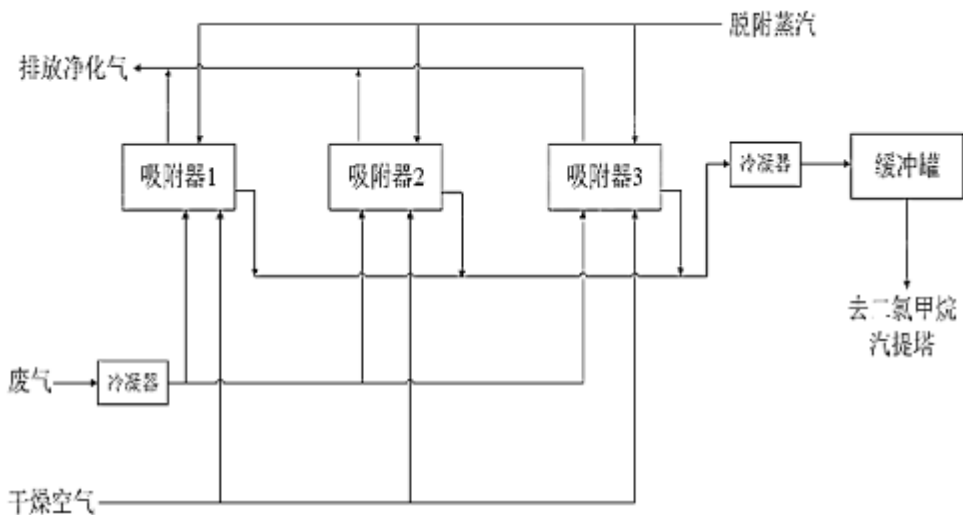 脱附蒸汽
排放净化气
吸附器1
吸附器2
吸附器3
冷凝器
缓冲罐
去二氯甲烷
汽提塔
废气
冷凝器
干燥空气